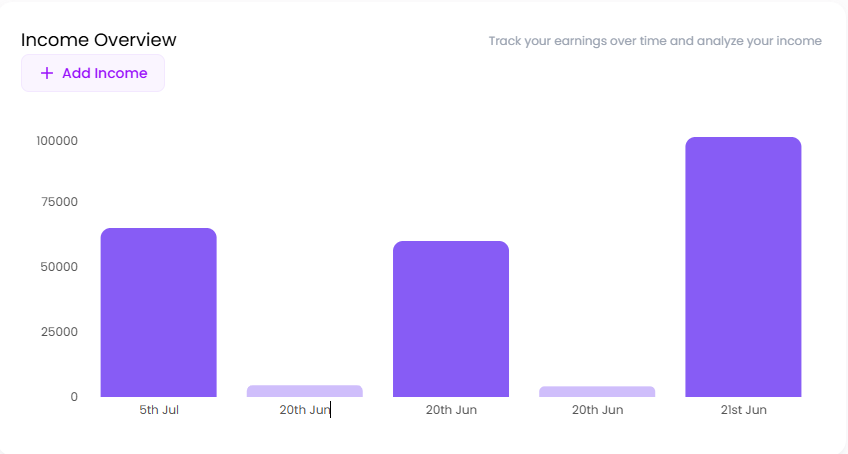 Income Overview
Track your earnings over time and analyze your income
+ Add Income
100000
75000
50000
25000
0
5th Jul
20th Jun
20th Jun
20th Jun
21st Jun